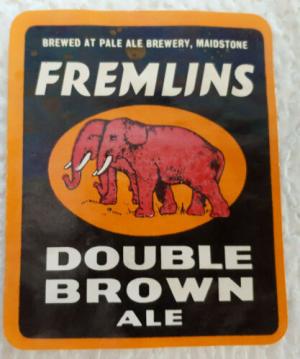 BREWED AT PALE ALE BREWERY, MAIDSTONE
FREMLINS
DOUBLE
BROWN
ALE